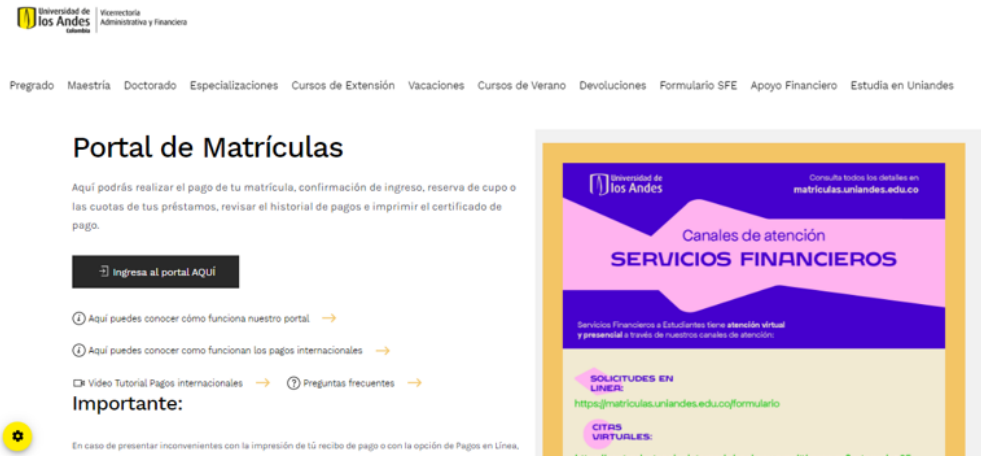 Universidad de
los Andes
Colombia
Vicerrectoría
Administrativa y Financiera
Pregrado Maestría Doctorado Especializaciones Cursos de Extensión Vacaciones Cursos de Verano Devoluciones Formulario SFE Apoyo Financiero Estudia en Uniandes
Portal de Matrículas
Aquí podrás realizar el pago de tu matrícula, confirmación de ingreso, reserva de cupo o
las cuotas de tus préstamos, revisar el historial de pagos e imprimir el certificado de
pago.
Ingresa al portal AQUÍ
Aquí puedes conocer cómo funciona nuestro portal
Aquí puedes conocer como funcionan los pagos internacionales
Video Tutorial Pagos internacionales
Preguntas frecuentes
Importante:
En caso de presentar inconvenientes con la impresión de tú recibo de pago o con la opción de Pagos en Línea,
Universidad de
los Andes
Consulta todos los detalles en
matriculas.uniandes.edu.co
Canales de atención
SERVICIOS FINANCIEROS
Servicios Financieros a Estudiantes tiene atención virtual
y presencial a través de nuestros canales de atención:
SOLICITUDES EN
LINEA:
https://matriculas.uniandes.edu.co/formulario
CITAS
VIRTUALES: